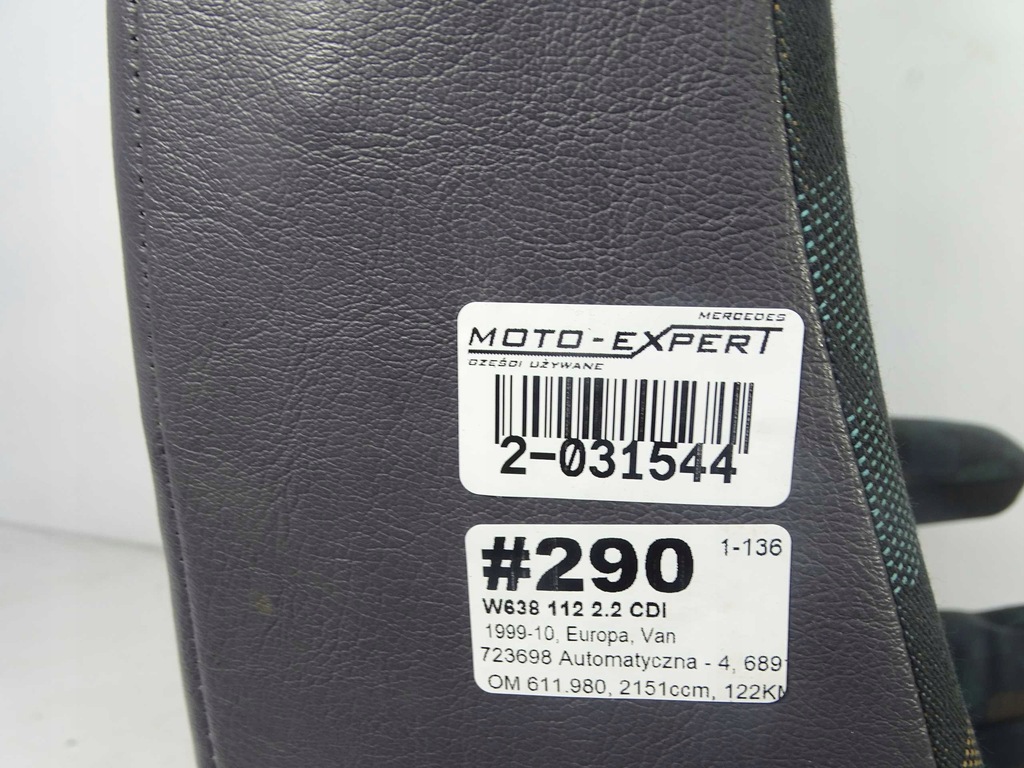 MERCEDES
MOTO-EXPERT
CZĘŚCI UŻYWANE
2-031544
#290 1-136
W638 112 2.2 CDI
1999-10, Europa, Van
723698 Automatyczna - 4, 689
OM 611.980, 2151ccm, 122KM